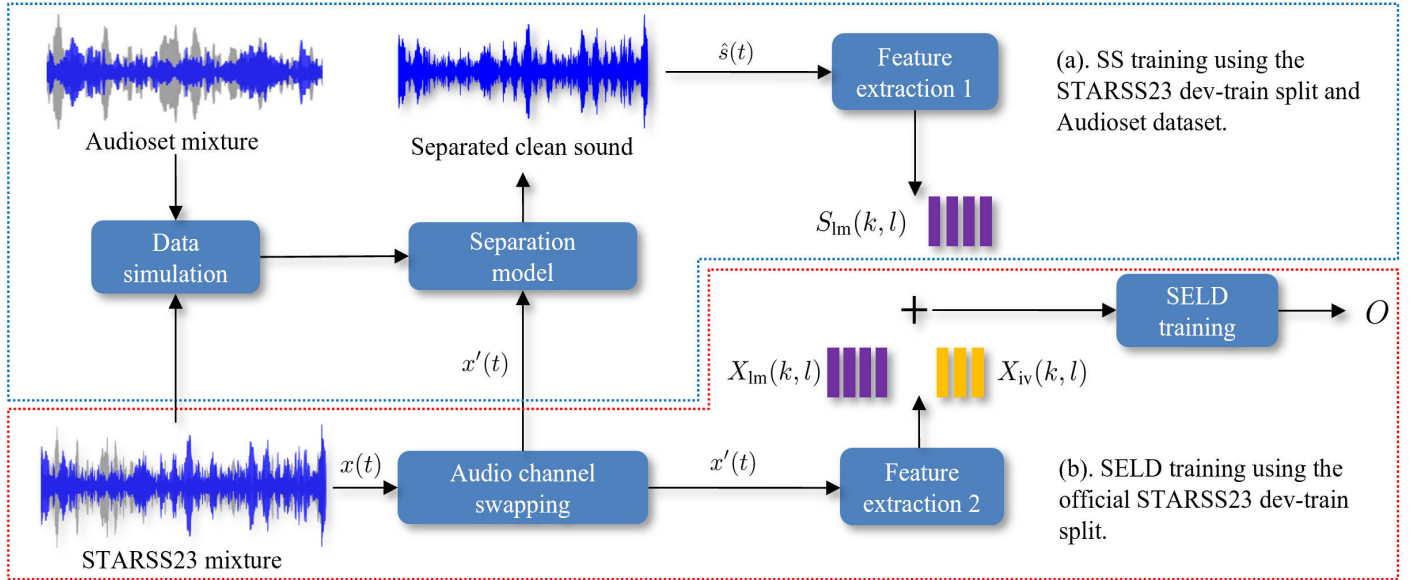 ŝ(t)
Feature
extraction 1
(a). SS training using the
STARSS23 dev-train split and
Audioset dataset.
Audioset mixture
Separated clean sound
S_lm(k, l)
Data
simulation
Separation
model
SELD
training
O
+
x′(t)
X_lm(k, l)
X_iv(k, l)
x(t)
Audio channel
swapping
x′(t)
Feature
extraction 2
(b). SELD training using the
official STARSS23 dev-train
split.
STARSS23 mixture